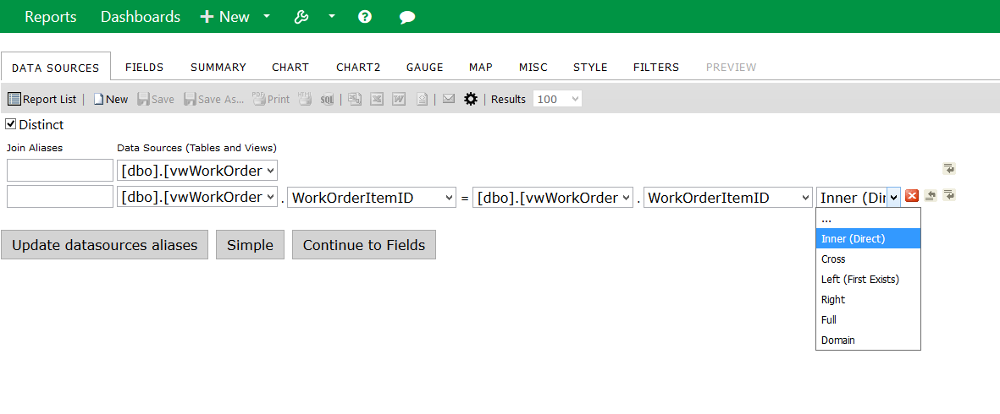 Reports Dashboards New
DATA SOURCES FIELDS SUMMARY CHART CHART2 GAUGE MAP MISC STYLE FILTERS PREVIEW
Report List | New Save Save As... PDF Print HTML SQL | | Results 100
Distinct
Join Aliases Data Sources (Tables and Views)
[dbo].[vwWorkOrder
[dbo].[vwWorkOrder . WorkOrderItemID = [dbo].[vwWorkOrder . WorkOrderItemID Inner (Dir
...
Inner (Direct)
Cross
Left (First Exists)
Right
Full
Domain
Update datasources aliases Simple Continue to Fields